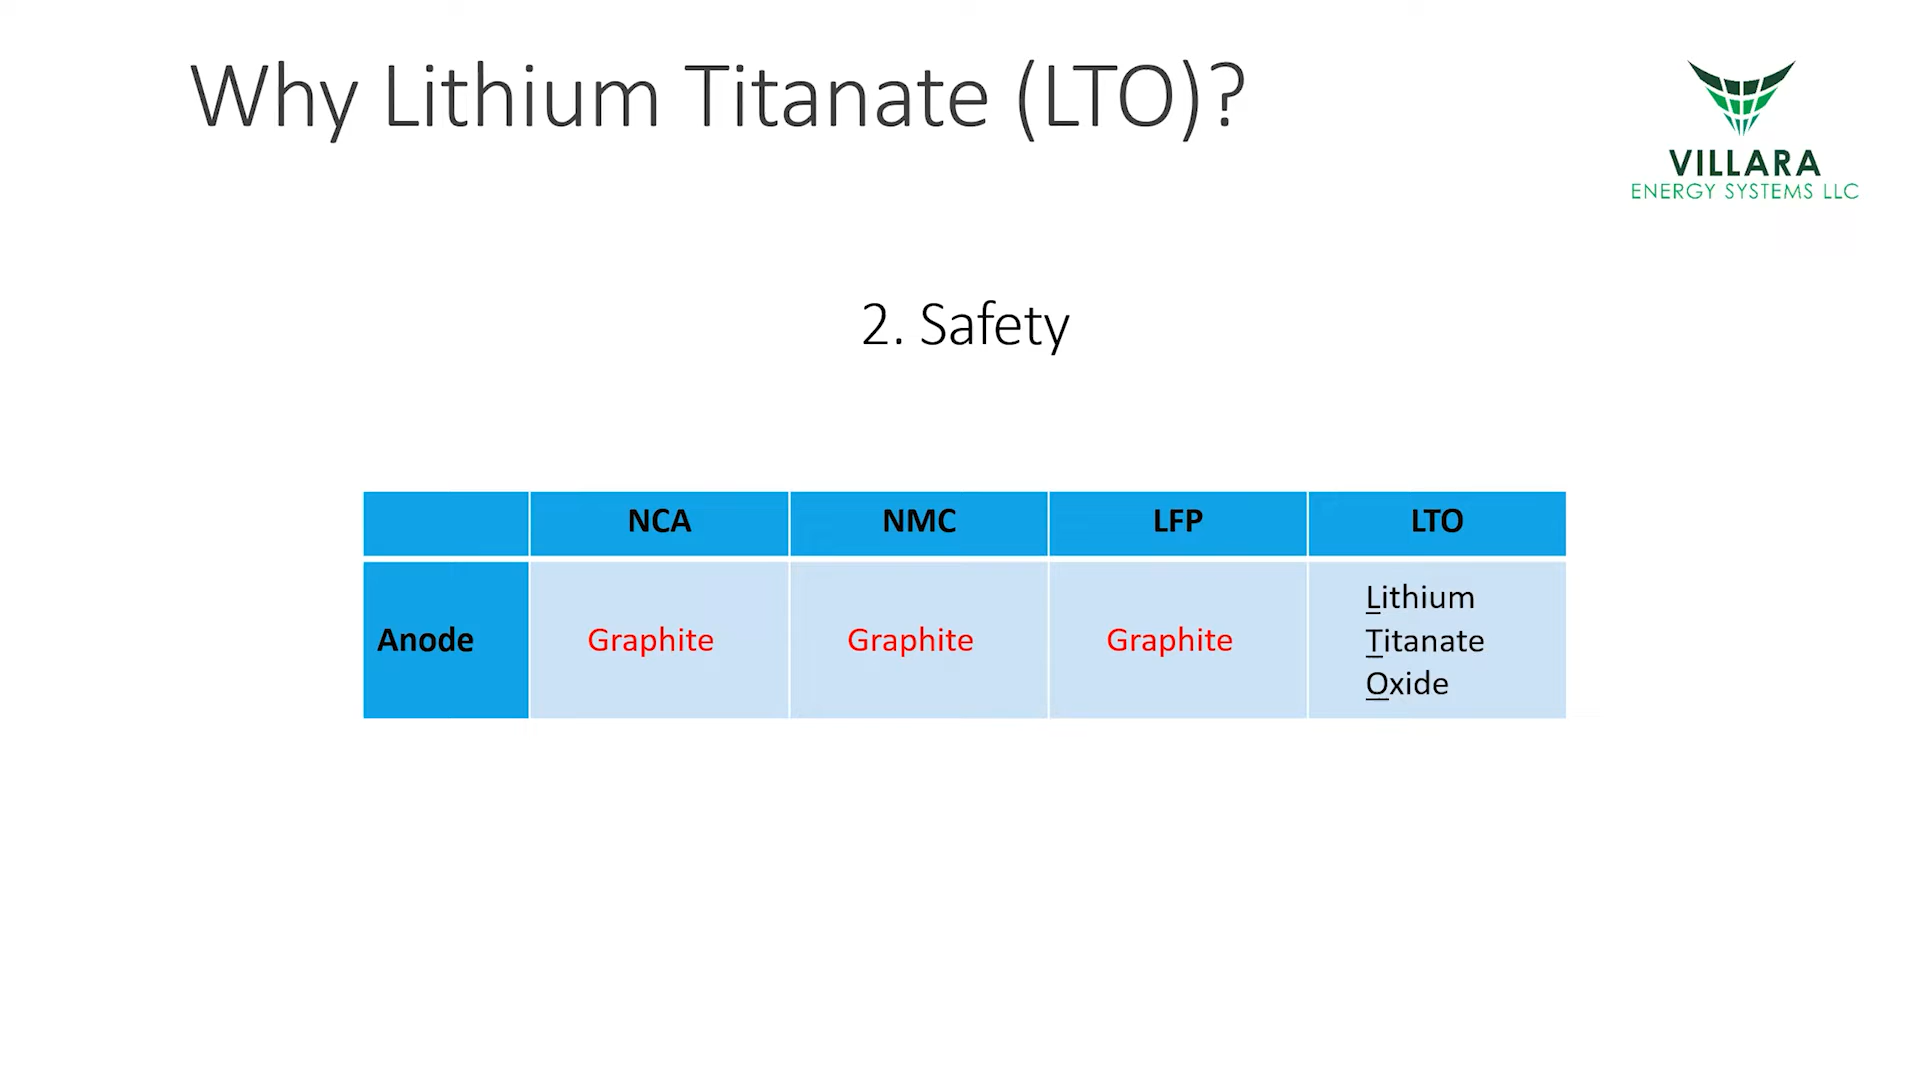 Why Lithium Titanate (LTO)?
VILLARA
ENERGY SYSTEMS LLC
2. Safety
NCA NMC LFP LTO
Anode Graphite Graphite Graphite Lithium
Titanate
Oxide